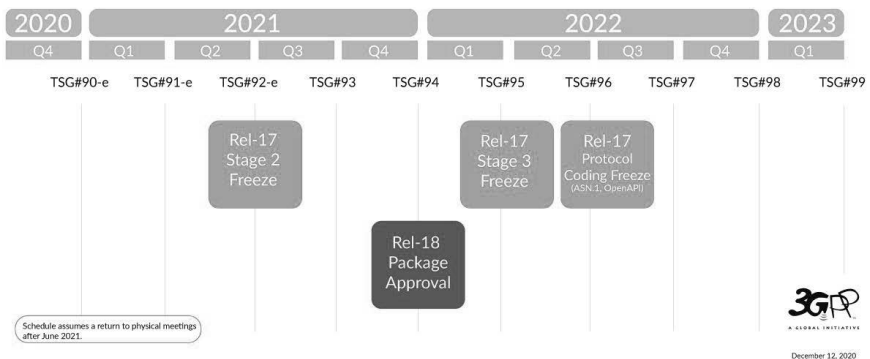 2020 2021 2022 2023
Q4 Q1 Q2 Q3 Q4 Q1 Q2 Q3 Q4 Q1
TSG#90-e TSG#91-e TSG#92-e TSG#93 TSG#94 TSG#95 TSG#96 TSG#97 TSG#98 TSG#99
Rel-17
Stage 2
Freeze
Rel-17
Stage 3
Freeze
Rel-17
Protocol
Coding Freeze
(ASN.1, OpenAPI)
Rel-18
Package
Approval
Schedule assumes a return to physical meetings
after June 2021.
3GPP
A GLOBAL INITIATIVE
December 12, 2020